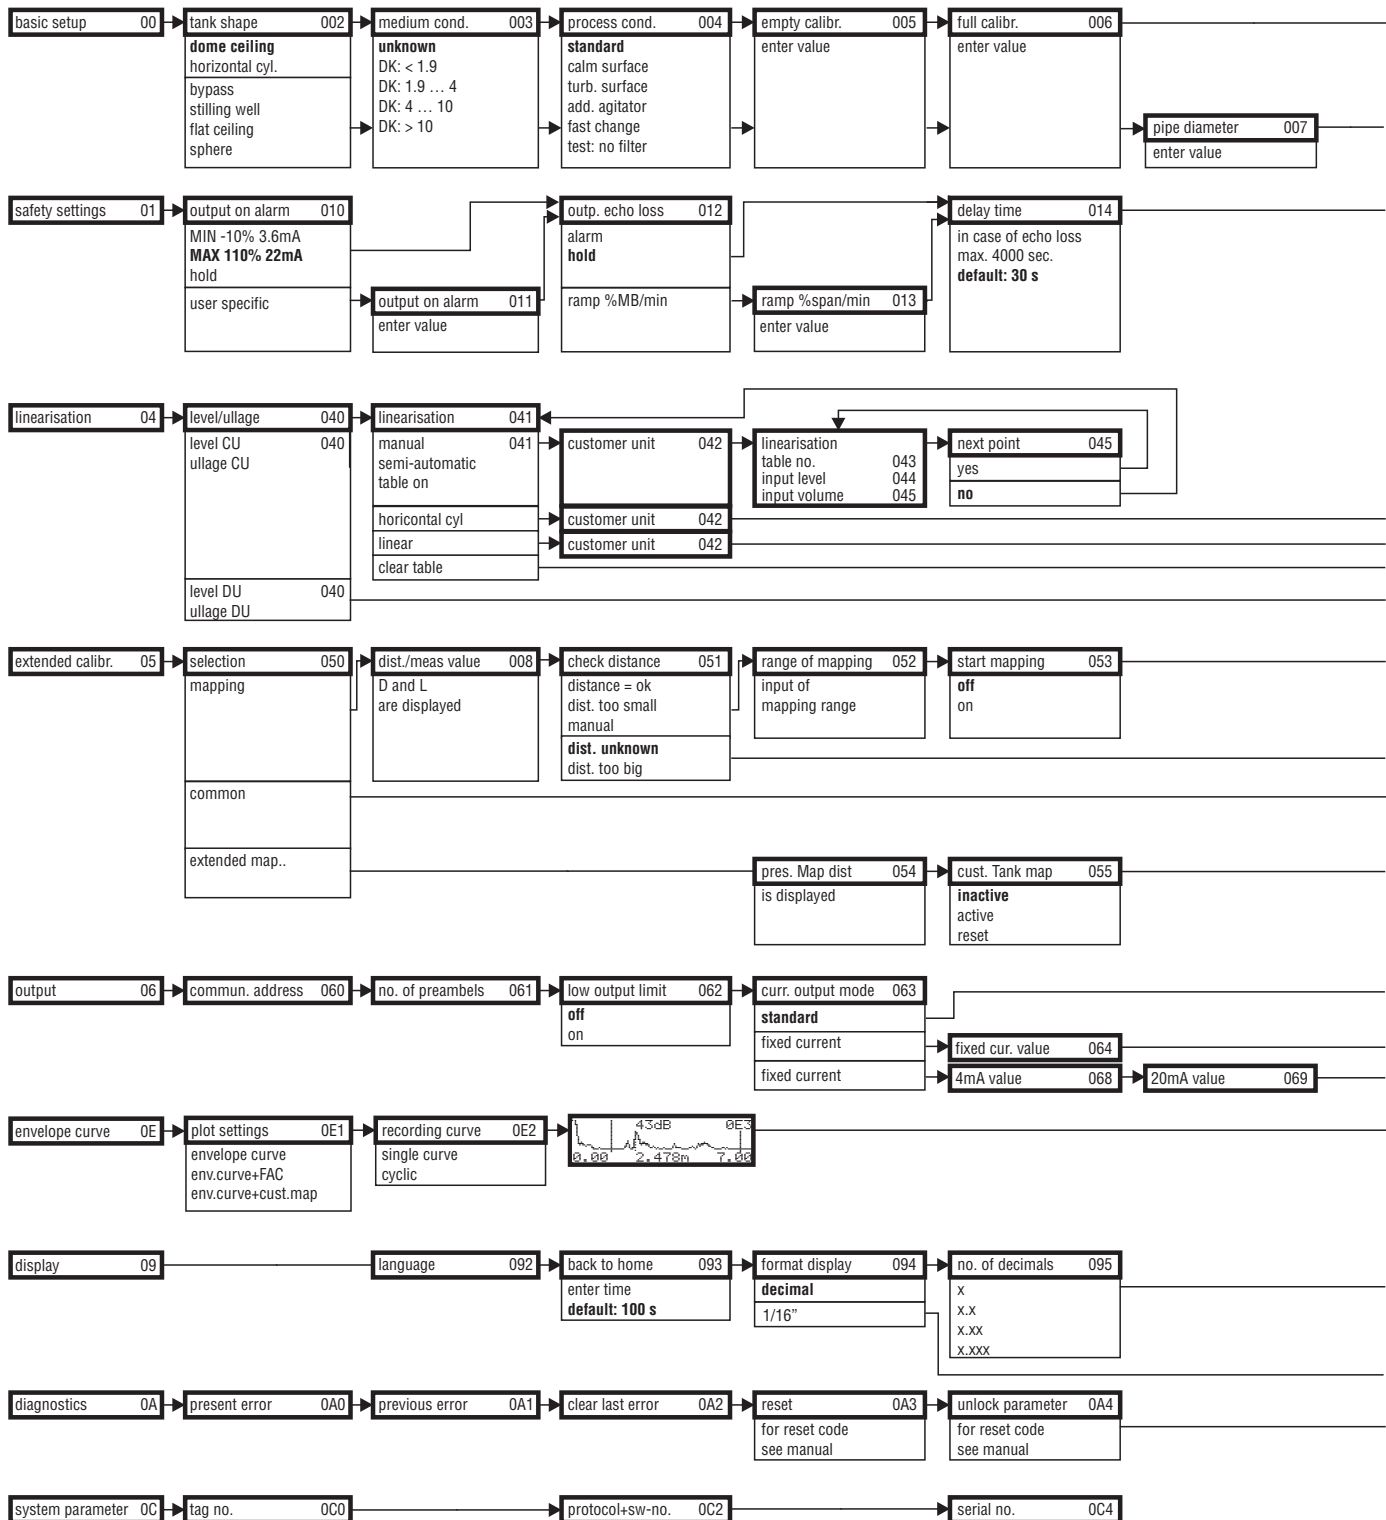 basic setup 00
tank shape 002
dome ceiling
horizontal cyl.
bypass
stilling well
flat ceiling
sphere
medium cond. 003
unknown
DK: < 1.9
DK: 1.9 … 4
DK: 4 … 10
DK: > 10
process cond. 004
standard
calm surface
turb. surface
add. agitator
fast change
test: no filter
empty calibr. 005
enter value
full calibr. 006
enter value
pipe diameter 007
enter value
safety settings 01
output on alarm 010
MIN -10% 3.6mA
MAX 110% 22mA
hold
user specific
output on alarm 011
enter value
outp. echo loss 012
alarm
hold
ramp %MB/min
ramp %span/min 013
enter value
delay time 014
in case of echo loss
max. 4000 sec.
default: 30 s
linearisation 04
level/ullage 040
level CU 040
ullage CU
level DU 040
ullage DU
linearisation 041
manual 041
semi-automatic
table on
horicontal cyl
linear
clear table
customer unit 042
customer unit 042
customer unit 042
linearisation
table no. 043
input level 044
input volume 045
next point 045
yes
no
extended calibr. 05
selection 050
mapping
common
extended map..
dist./meas value 008
D and L
are displayed
check distance 051
distance = ok
dist. too small
manual
dist. unknown
dist. too big
range of mapping 052
input of
mapping range
start mapping 053
off
on
pres. Map dist 054
is displayed
cust. Tank map 055
inactive
active
reset
output 06
commun. address 060
no. of preambels 061
low output limit 062
off
on
curr. output mode 063
standard
fixed current
fixed current
fixed cur. value 064
4mA value 068
20mA value 069
envelope curve 0E
plot settings 0E1
envelope curve
env.curve+FAC
env.curve+cust.map
recording curve 0E2
single curve
cyclic
43dB 0E3
0.00 2.478m 7.00
display 09
language 092
back to home 093
enter time
default: 100 s
format display 094
decimal
1/16”
no. of decimals 095
x
x.x
x.xx
x.xxx
diagnostics 0A
present error 0A0
previous error 0A1
clear last error 0A2
reset 0A3
for reset code
see manual
unlock parameter 0A4
for reset code
see manual
system parameter 0C
tag no. 0C0
protocol+sw-no. 0C2
serial no. 0C4